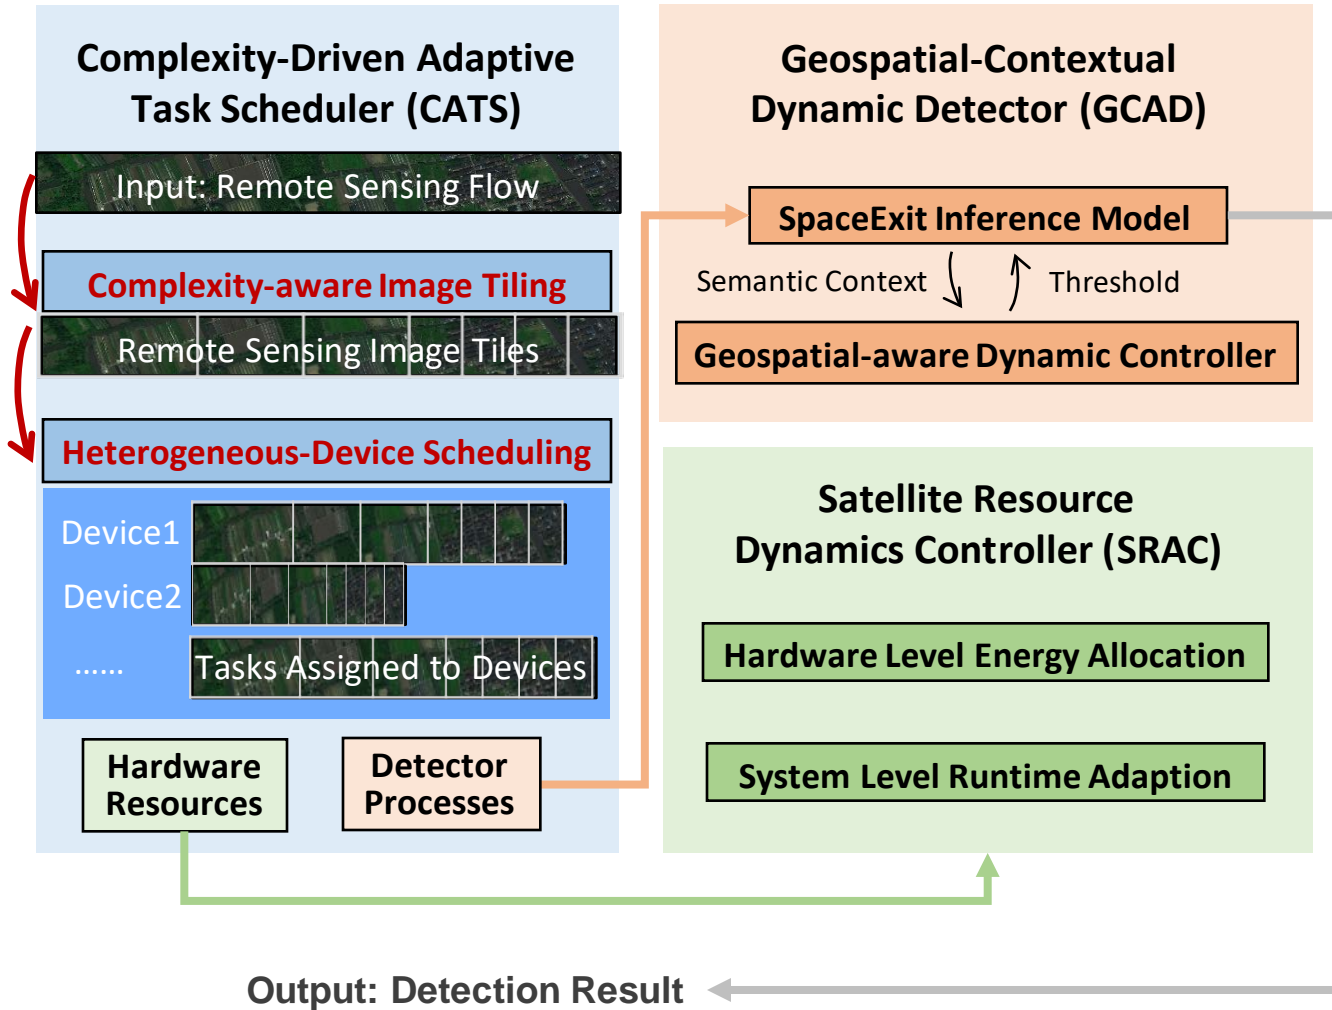 Complexity-Driven Adaptive
Task Scheduler (CATS)
Input: Remote Sensing Flow
Complexity-aware Image Tiling
Remote Sensing Image Tiles
Heterogeneous-Device Scheduling
Device1
Device2
......
Tasks Assigned to Devices
Hardware
Resources
Detector
Processes
Geospatial-Contextual
Dynamic Detector (GCAD)
SpaceExit Inference Model
Semantic Context
Threshold
Geospatial-aware Dynamic Controller
Satellite Resource
Dynamics Controller (SRAC)
Hardware Level Energy Allocation
System Level Runtime Adaption
Output: Detection Result